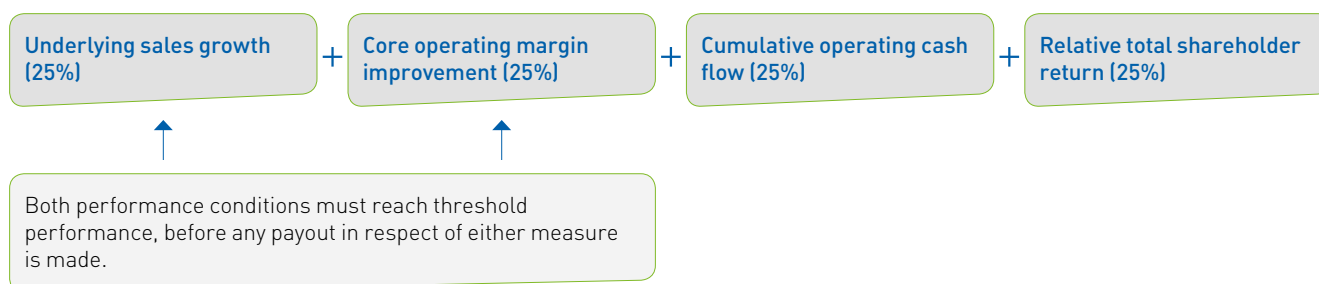 Underlying sales growth
(25%)
+
Core operating margin
improvement (25%)
+
Cumulative operating cash
flow (25%)
+
Relative total shareholder
return (25%)
Both performance conditions must reach threshold
performance, before any payout in respect of either measure
is made.